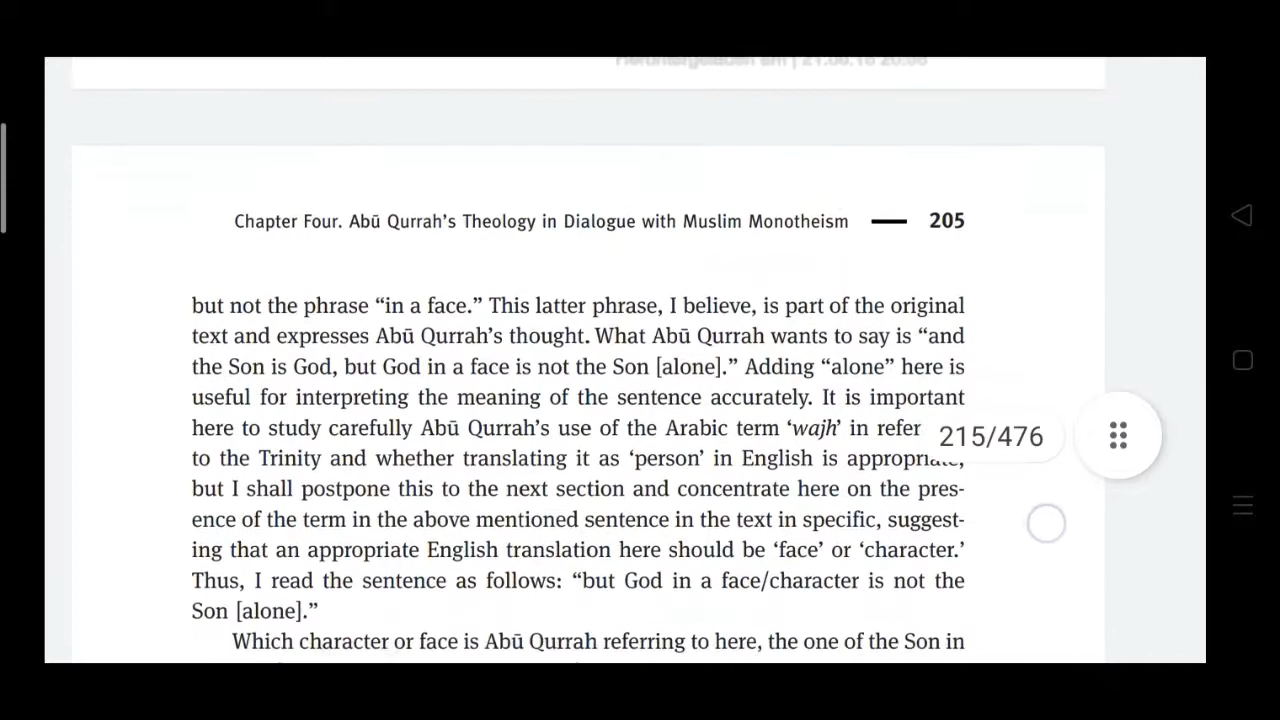 Heruntergeladen am | 21.06.18 20:56
Chapter Four. Abū Qurrah’s Theology in Dialogue with Muslim Monotheism — 205
but not the phrase “in a face.” This latter phrase, I believe, is part of the original
text and expresses Abū Qurrah’s thought. What Abū Qurrah wants to say is “and
the Son is God, but God in a face is not the Son [alone].” Adding “alone” here is
useful for interpreting the meaning of the sentence accurately. It is important
here to study carefully Abū Qurrah’s use of the Arabic term ‘wajh’ in refer
215/476
to the Trinity and whether translating it as ‘person’ in English is appropriate,
but I shall postpone this to the next section and concentrate here on the pres-
ence of the term in the above mentioned sentence in the text in specific, suggest-
ing that an appropriate English translation here should be ‘face’ or ‘character.’
Thus, I read the sentence as follows: “but God in a face/character is not the
Son [alone].”
Which character or face is Abū Qurrah referring to here, the one of the Son in